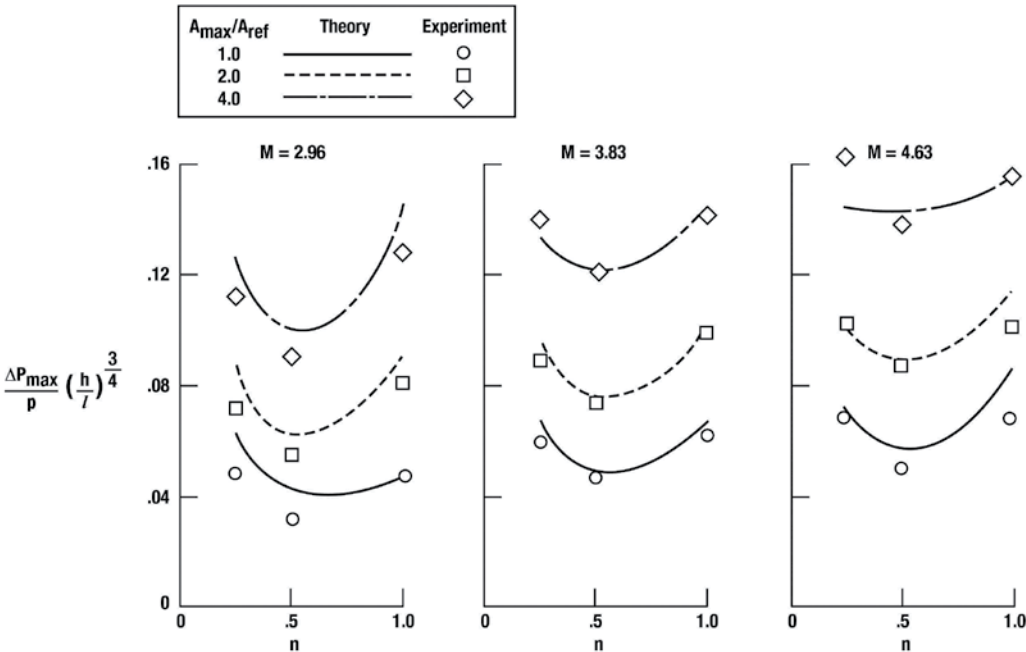 Amax/Aref Theory Experiment
1.0
2.0
4.0
M = 2.96 M = 3.83 M = 4.63
.16
.12
.08
.04
0
ΔPmax/p (h/l)^3/4
0 .5 1.0 0 .5 1.0 0 .5 1.0
n n n